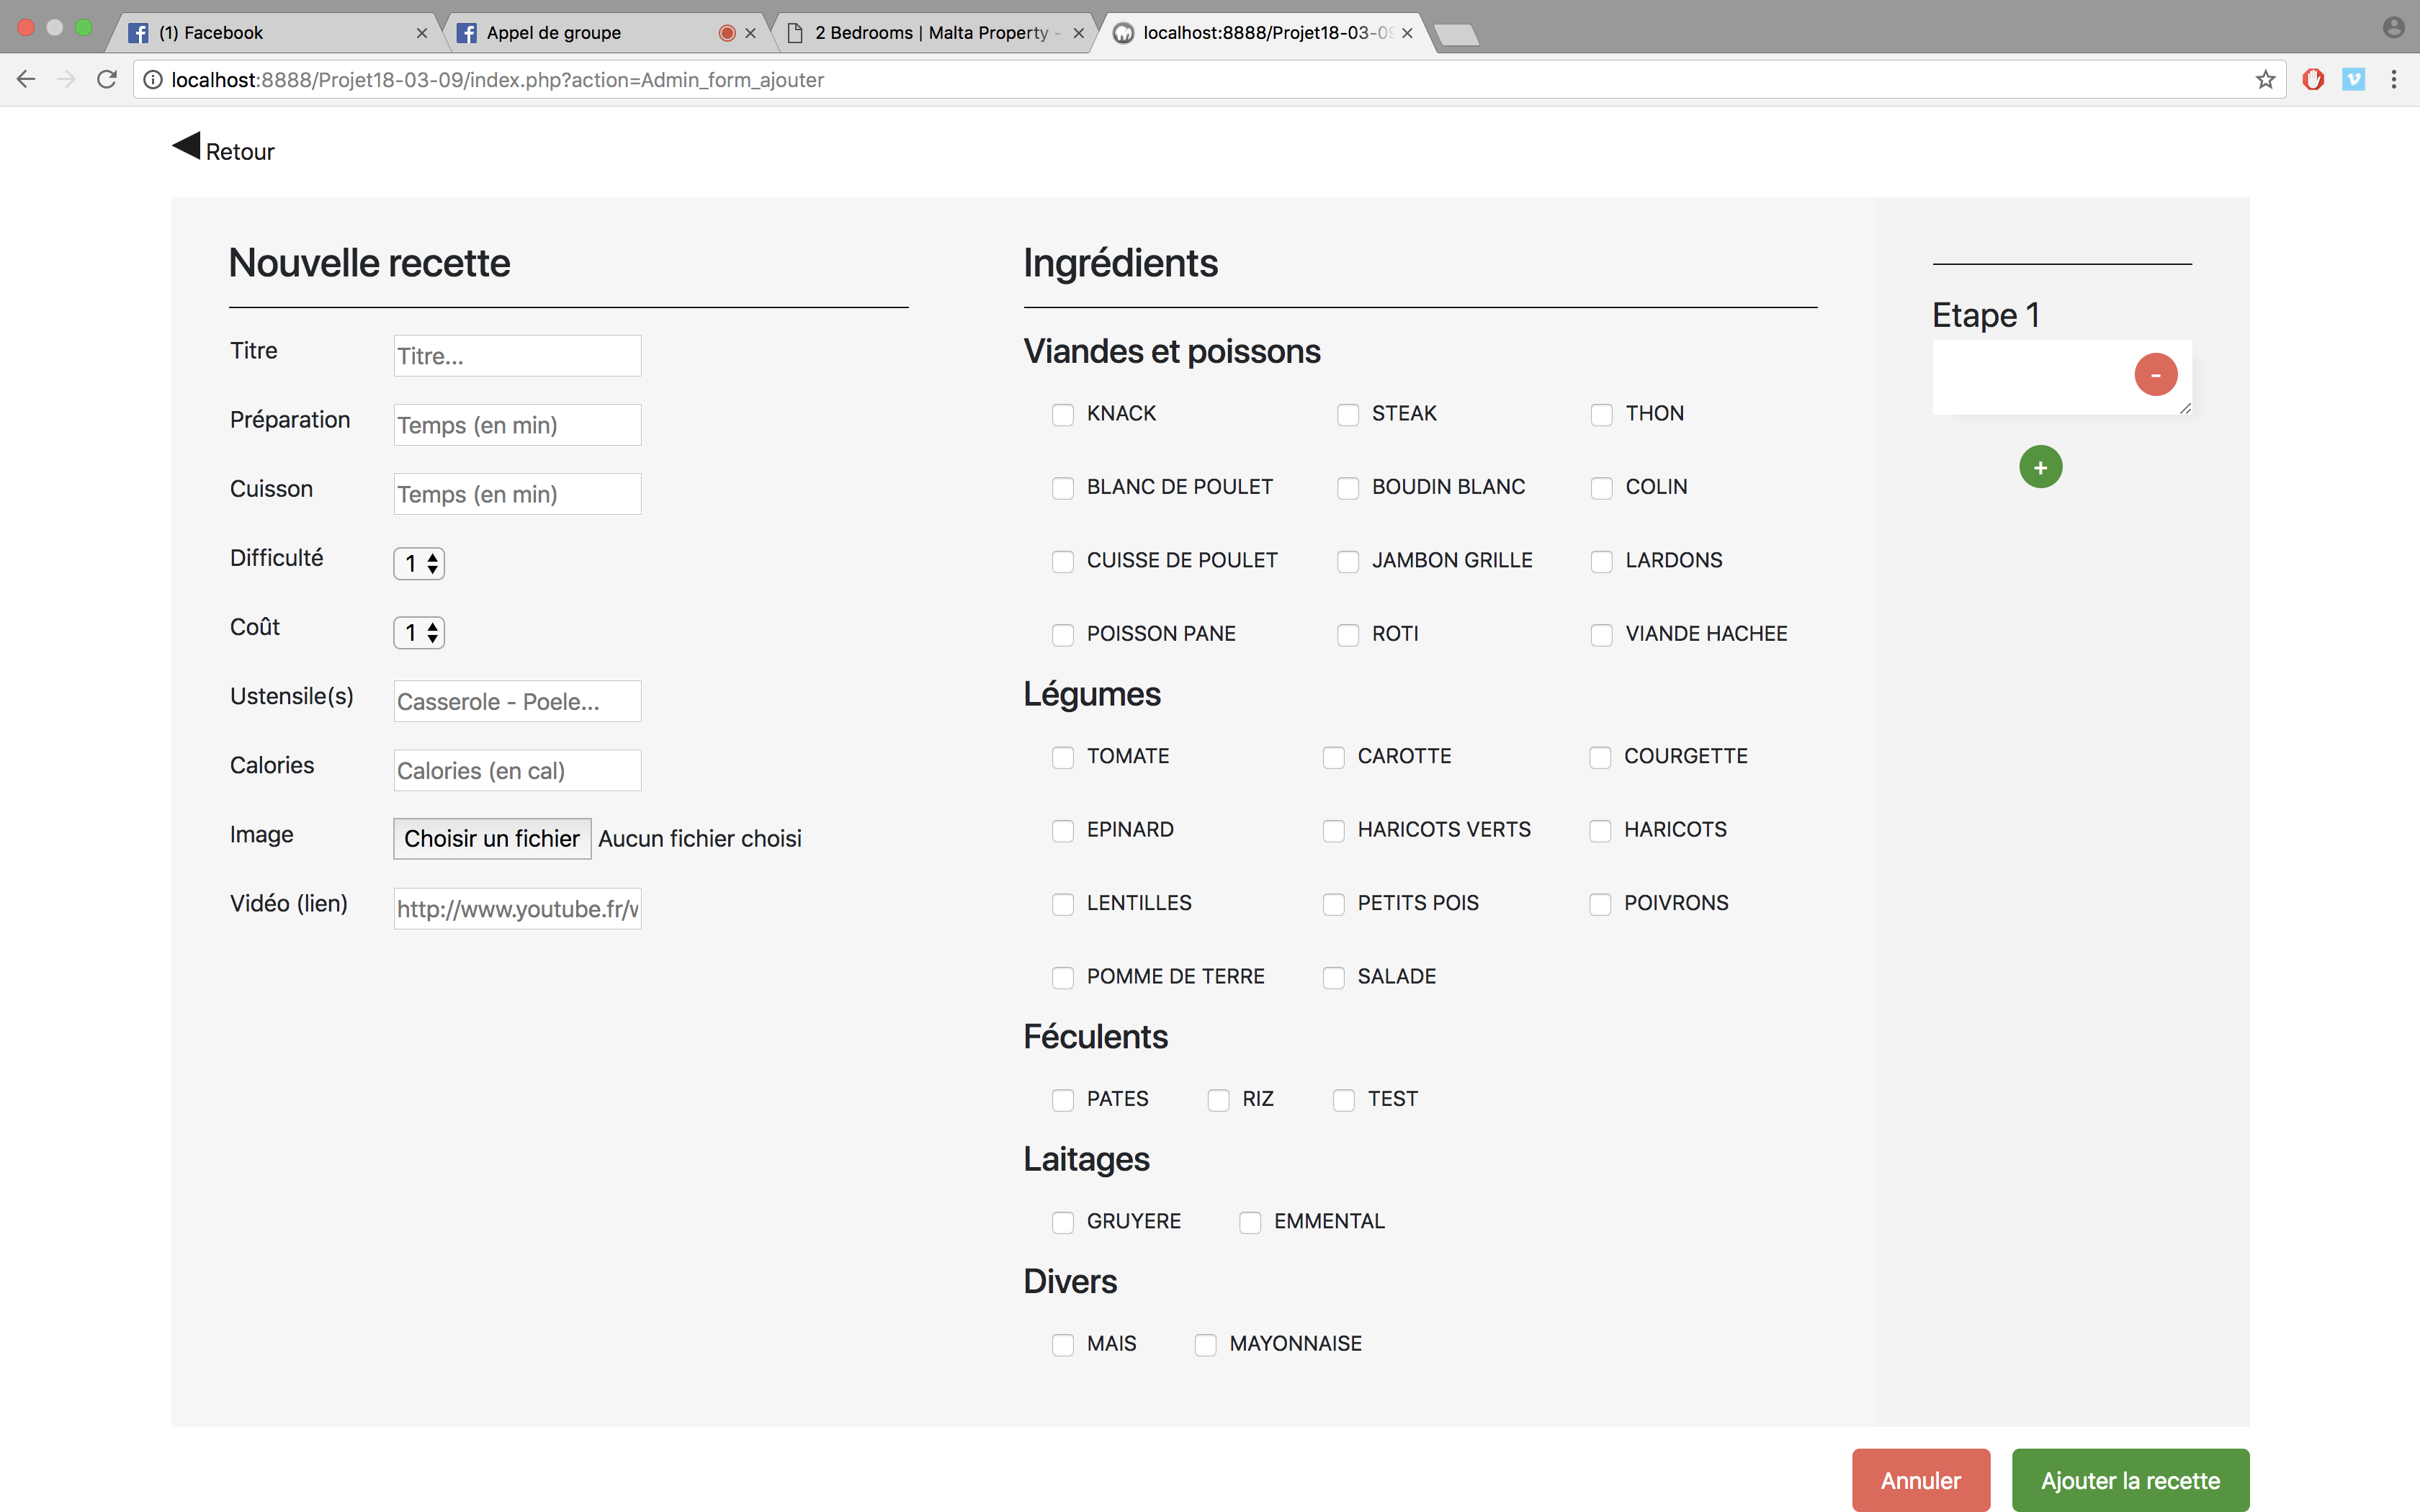 (1) Facebook
Appel de groupe
2 Bedrooms | Malta Property -
localhost:8888/Projet18-03-09
localhost:8888/Projet18-03-09/index.php?action=Admin_form_ajouter
Retour
Nouvelle recette
Titre
Titre...
Préparation
Temps (en min)
Cuisson
Temps (en min)
Difficulté
1
Coût
1
Ustensile(s)
Casserole - Poele...
Calories
Calories (en cal)
Image
Choisir un fichier Aucun fichier choisi
Vidéo (lien)
http://www.youtube.fr/w
Ingrédients
Viandes et poissons
KNACK STEAK THON
BLANC DE POULET BOUDIN BLANC COLIN
CUISSE DE POULET JAMBON GRILLE LARDONS
POISSON PANE ROTI VIANDE HACHEE
Légumes
TOMATE CAROTTE COURGETTE
EPINARD HARICOTS VERTS HARICOTS
LENTILLES PETITS POIS POIVRONS
POMME DE TERRE SALADE
Féculents
PATES RIZ TEST
Laitages
GRUYERE EMMENTAL
Divers
MAIS MAYONNAISE
Etape 1
-
+
Annuler
Ajouter la recette